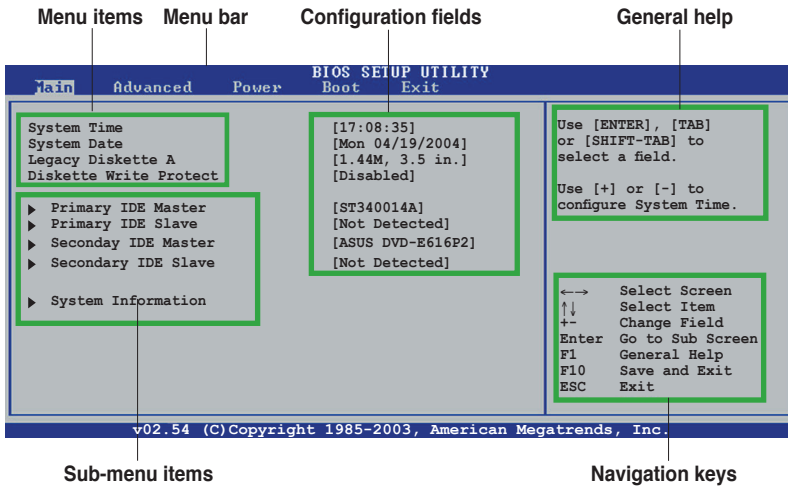 Menu items Menu bar Configuration fields General help
BIOS SETUP UTILITY
Main Advanced Power Boot Exit
System Time [17:08:35]
System Date [Mon 04/19/2004]
Legacy Diskette A [1.44M, 3.5 in.]
Diskette Write Protect [Disabled]
Primary IDE Master [ST340014A]
Primary IDE Slave [Not Detected]
Seconday IDE Master [ASUS DVD-E616P2]
Secondary IDE Slave [Not Detected]
System Information
Use [ENTER], [TAB]
or [SHIFT-TAB] to
select a field.
Use [+] or [-] to
configure System Time.
←→ Select Screen
↑↓ Select Item
+- Change Field
Enter Go to Sub Screen
F1 General Help
F10 Save and Exit
ESC Exit
v02.54 (C)Copyright 1985-2003, American Megatrends, Inc.
Sub-menu items Navigation keys